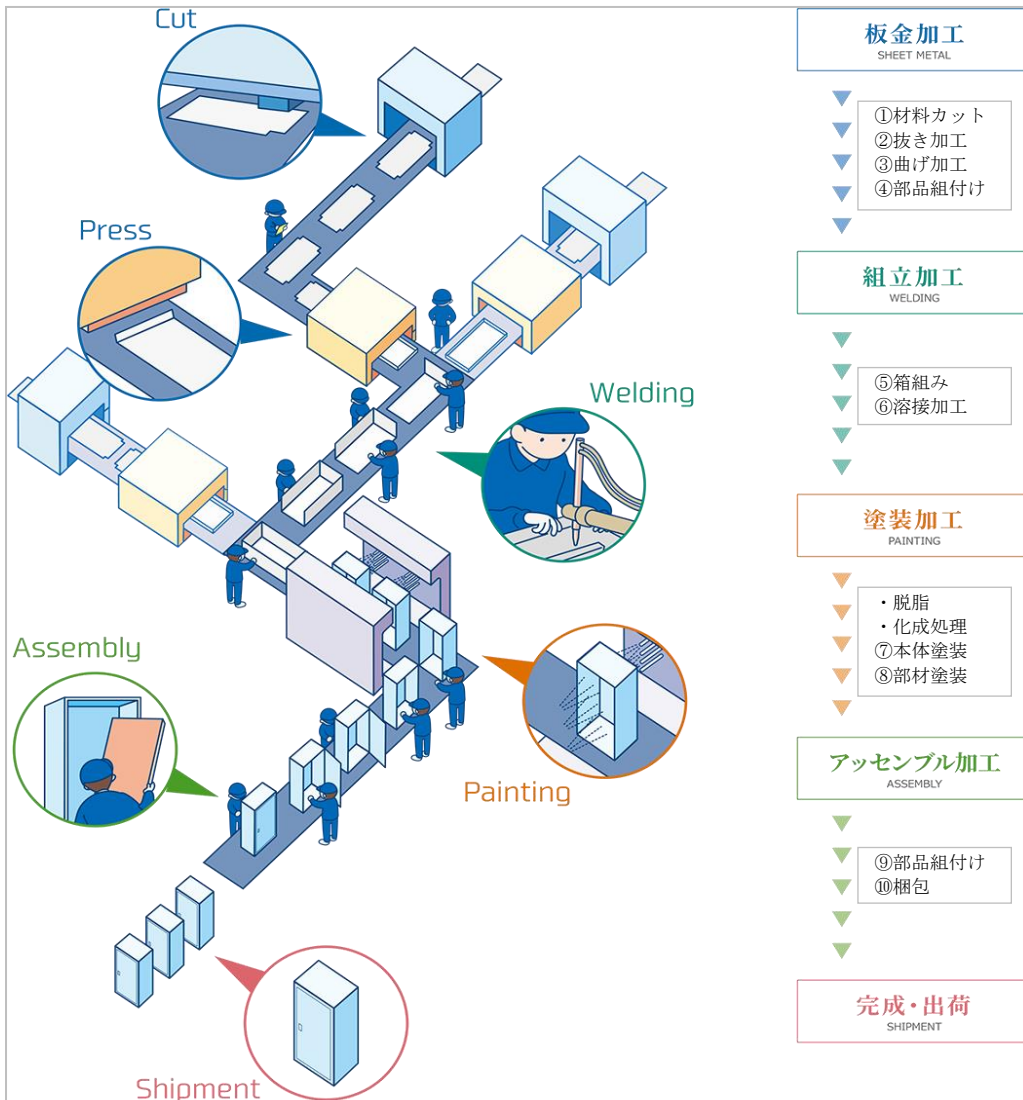 Cut
Press
Welding
Assembly
Painting
Shipment
板金加工
SHEET METAL
①材料カット
②抜き加工
③曲げ加工
④部品組付け
組立加工
WELDING
⑤箱組み
⑥溶接加工
塗装加工
PAINTING
・脱脂
・化成処理
⑦本体塗装
⑧部材塗装
アッセンブル加工
ASSEMBLY
⑨部品組付け
⑩梱包
完成・出荷
SHIPMENT